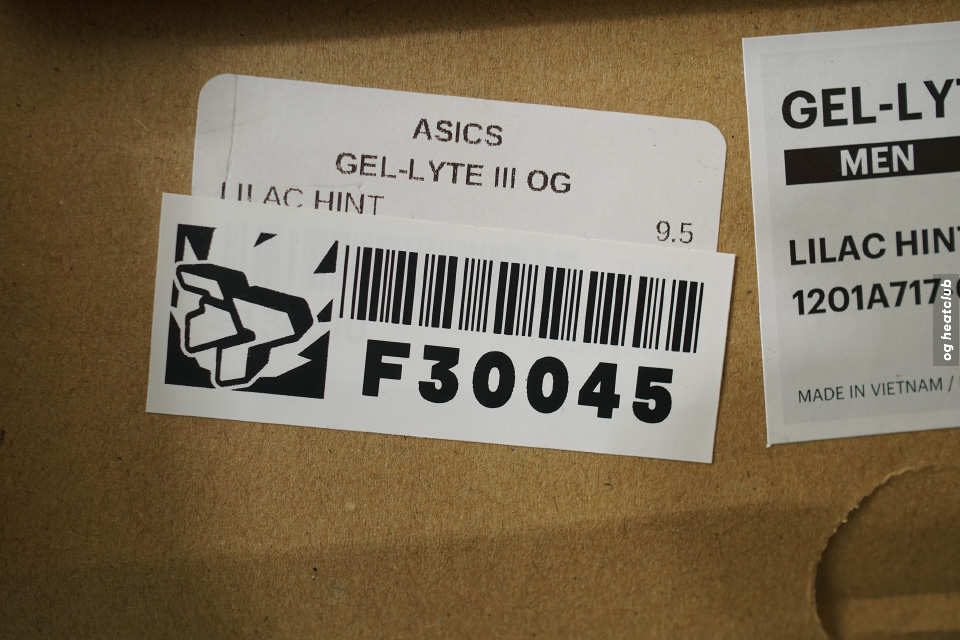 ASICS
GEL-LYTE III OG
LILAC HINT
9.5
F30045
GEL-LYT
MEN
LILAC HINT
1201A717
MADE IN VIETNAM /
og heatclub